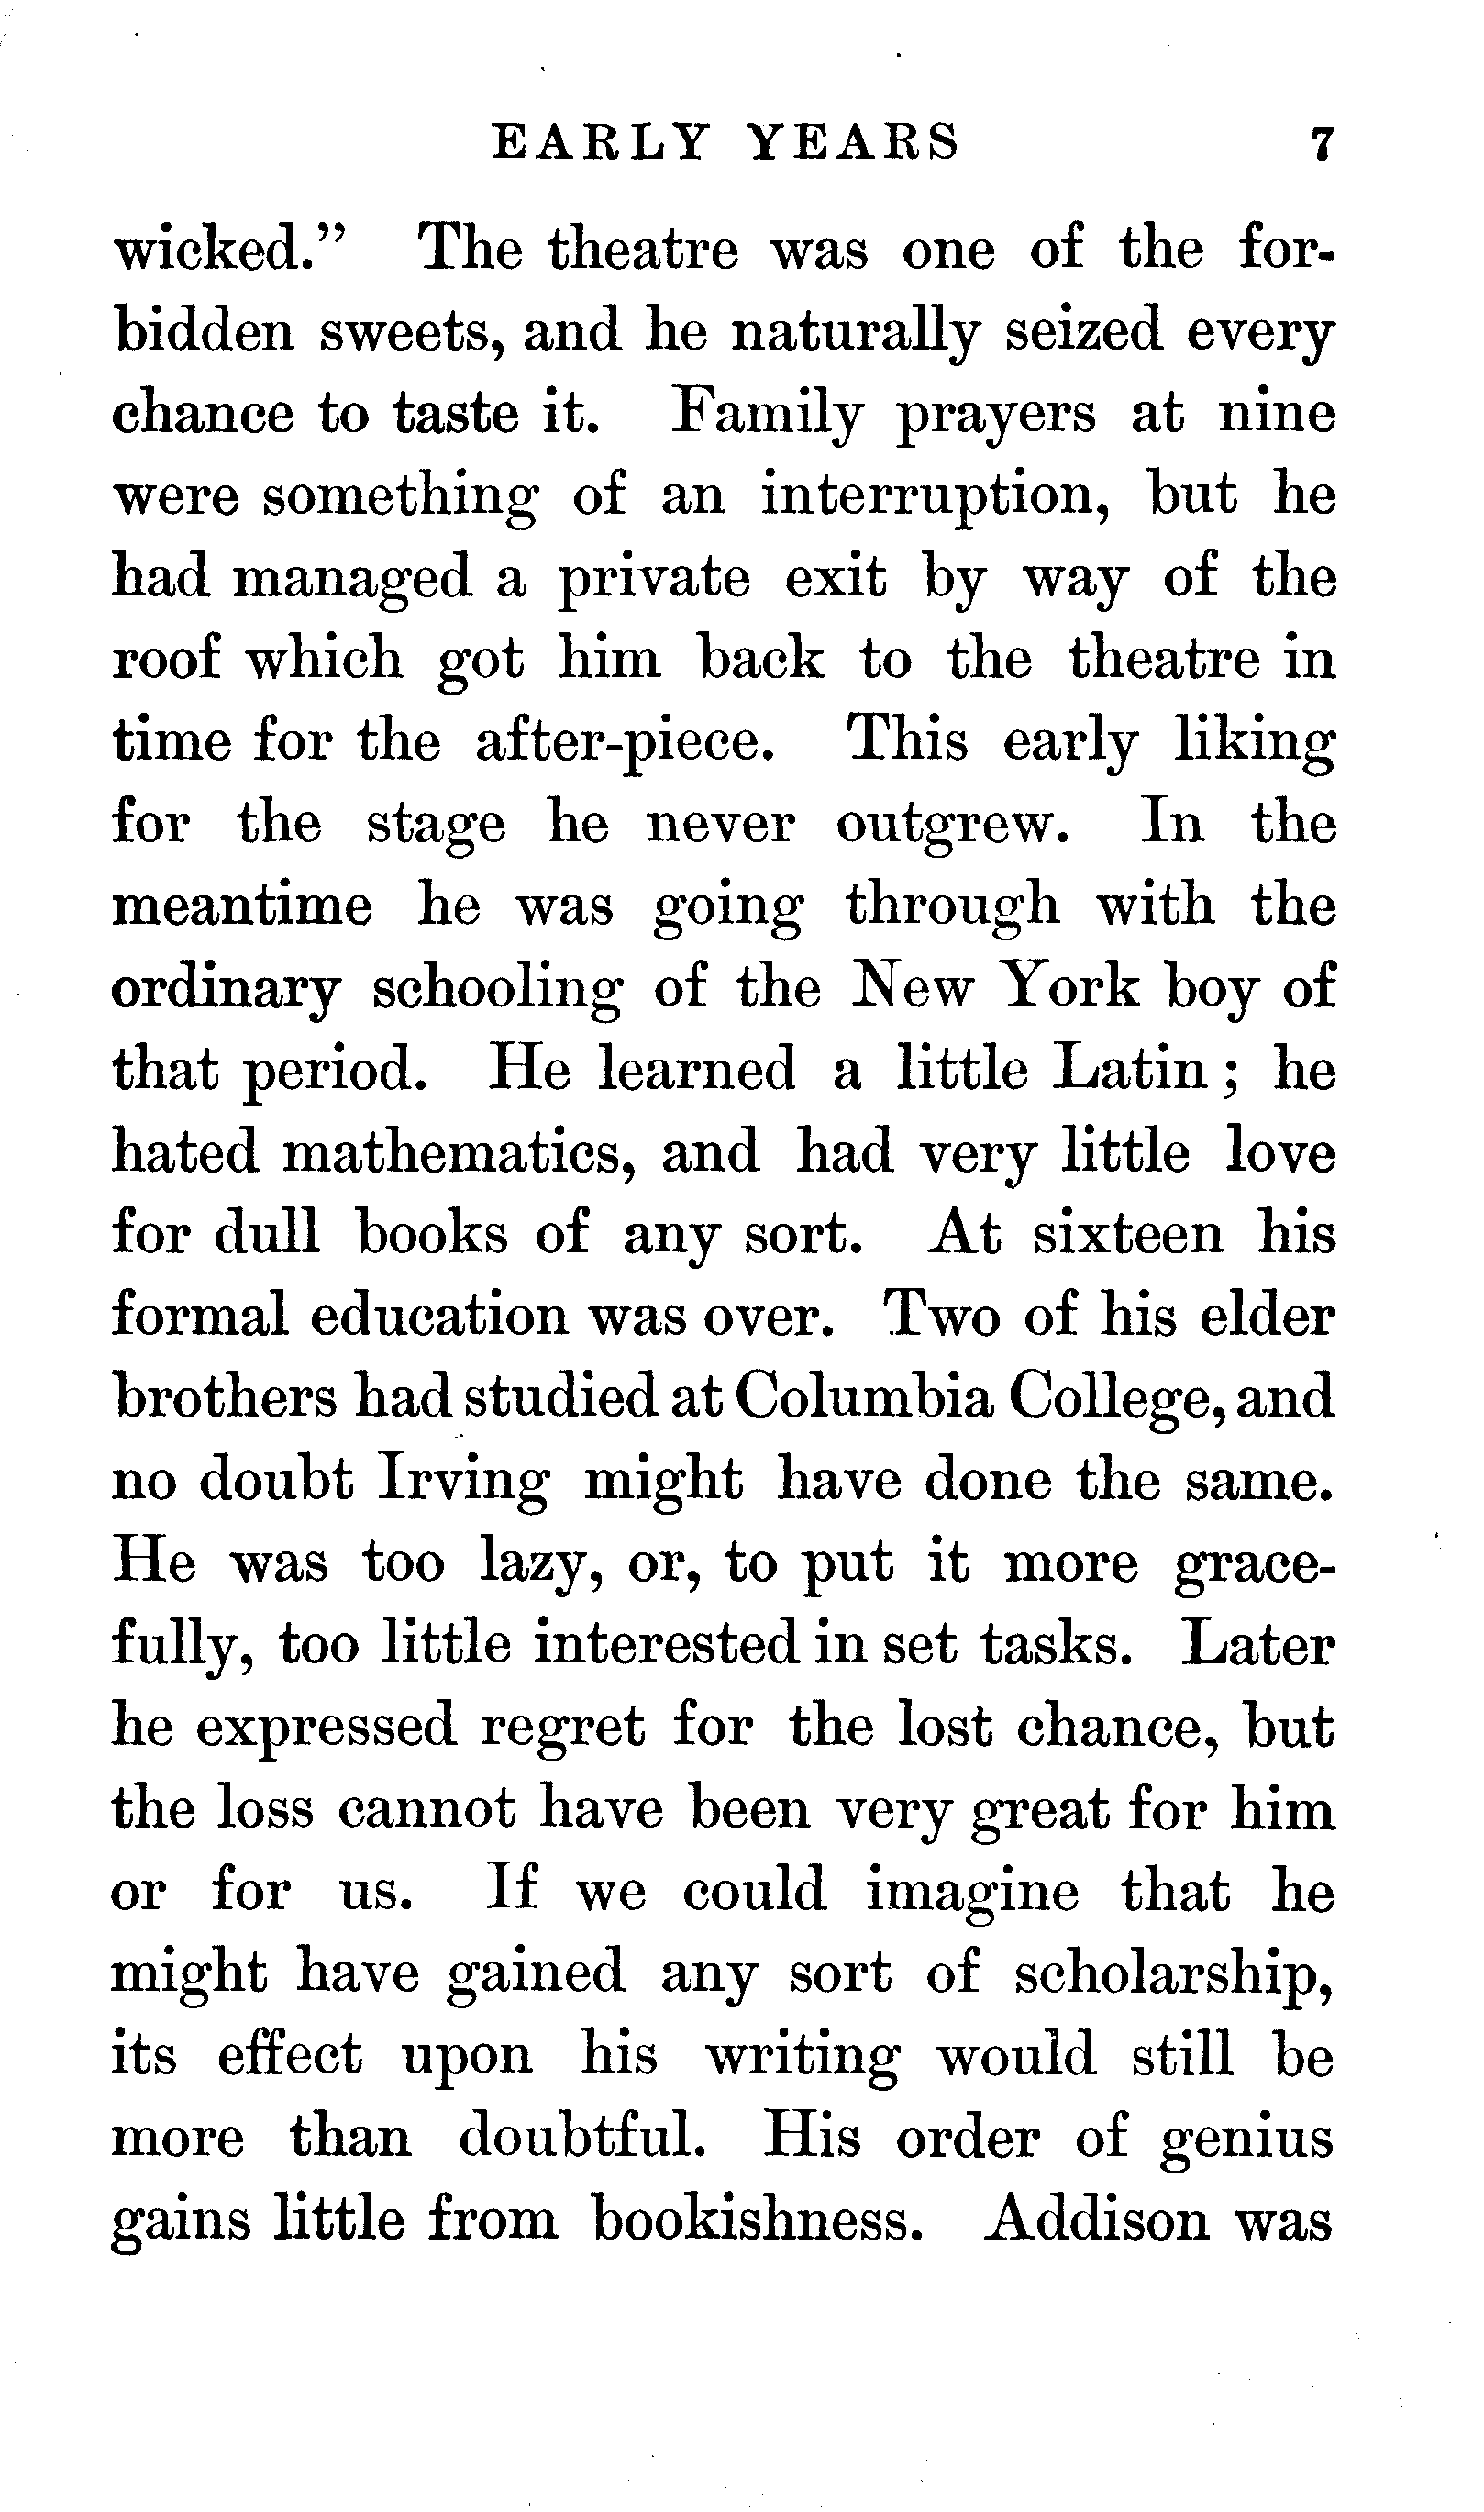 EARLY YEARS 7
wicked." The theatre was one of the for-
bidden sweets, and he naturally seized every
chance to taste it. Family prayers at nine
were something of an interruption, but he
had managed a private exit by way of the
roof which got him back to the theatre in
time for the after-piece. This early liking
for the stage he never outgrew. In the
meantime he was going through with the
ordinary schooling of the New York boy of
that period. He learned a little Latin; he
hated mathematics, and had very little love
for dull books of any sort. At sixteen his
formal education was over. Two of his elder
brothers had studied at Columbia College, and
no doubt Irving might have done the same.
He was too lazy, or, to put it more grace-
fully, too little interested in set tasks. Later
he expressed regret for the lost chance, but
the loss cannot have been very great for him
or for us. If we could imagine that he
might have gained any sort of scholarship,
its effect upon his writing would still be
more than doubtful. His order of genius
gains little from bookishness. Addison was